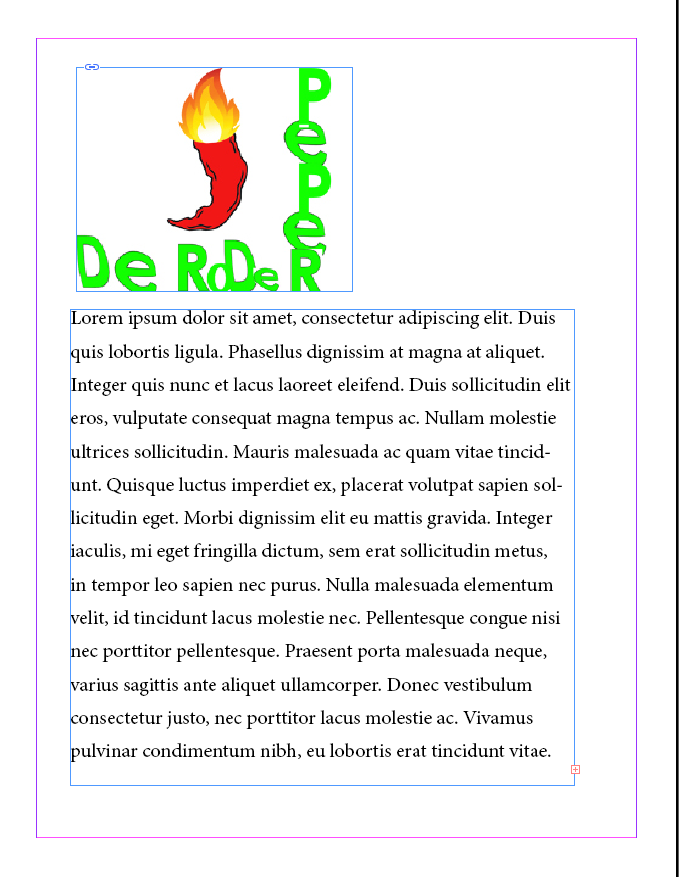 PePeR
De RoDe
Lorem ipsum dolor sit amet, consectetur adipiscing elit. Duis
quis lobortis ligula. Phasellus dignissim at magna at aliquet.
Integer quis nunc et lacus laoreet eleifend. Duis sollicitudin elit
eros, vulputate consequat magna tempus ac. Nullam molestie
ultrices sollicitudin. Mauris malesuada ac quam vitae tincid-
unt. Quisque luctus imperdiet ex, placerat volutpat sapien sol-
licitudin eget. Morbi dignissim elit eu mattis gravida. Integer
iaculis, mi eget fringilla dictum, sem erat sollicitudin metus,
in tempor leo sapien nec purus. Nulla malesuada elementum
velit, id tincidunt lacus molestie nec. Pellentesque congue nisi
nec porttitor pellentesque. Praesent porta malesuada neque,
varius sagittis ante aliquet ullamcorper. Donec vestibulum
consectetur justo, nec porttitor lacus molestie ac. Vivamus
pulvinar condimentum nibh, eu lobortis erat tincidunt vitae.